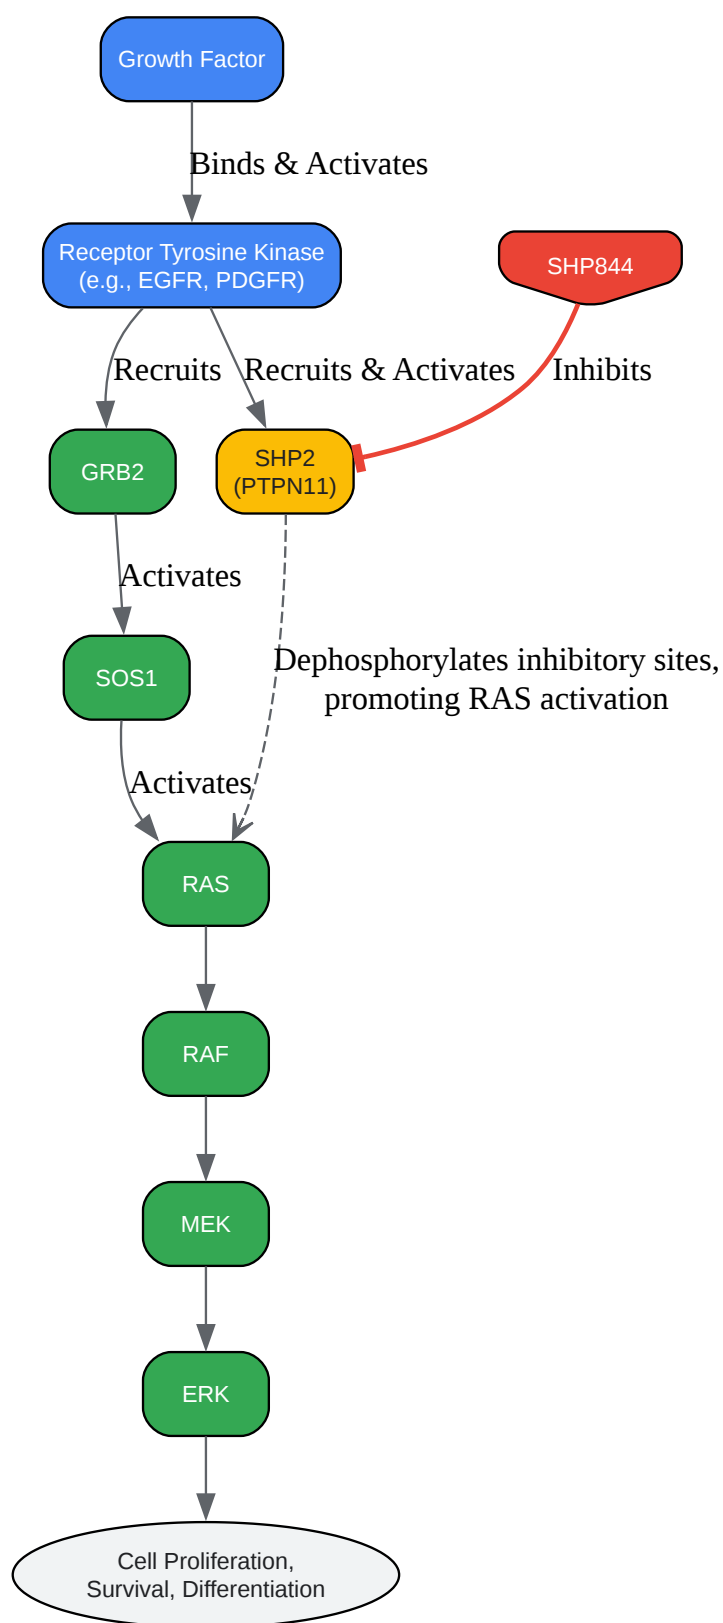 Growth Factor
Binds & Activates
Receptor Tyrosine Kinase
(e.g., EGFR, PDGFR)
SHP844
Recruits
Recruits & Activates
Inhibits
GRB2
SHP2
(PTPN11)
Activates
SOS1
Dephosphorylates inhibitory sites,
promoting RAS activation
Activates
RAS
RAF
MEK
ERK
Cell Proliferation,
Survival, Differentiation